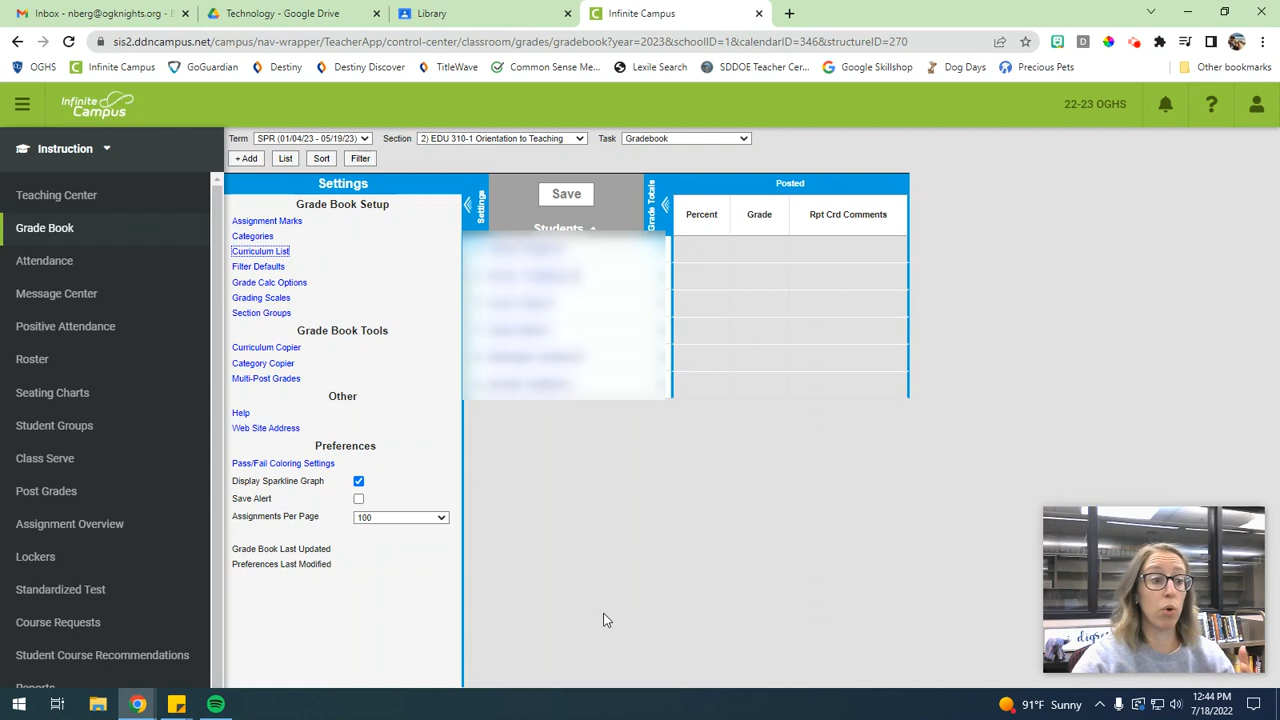 Inbox - nberg@ogknights.org - E
Technology - Google Drive
Library
Infinite Campus
sis2.ddncampus.net/campus/nav-wrapper/TeacherApp/control-center/classroom/grades/gradebook?year=2023&schoolID=1&calendarID=346&structureID=270
OGHS
Infinite Campus
GoGuardian
Destiny
Destiny Discover
TitleWave
Common Sense Me...
Lexile Search
SDDOE Teacher Cer...
Google Skillshop
Dog Days
Precious Pets
Other bookmarks
Infinite Campus
22-23 OGHS
Instruction
Term SPR (01/04/23 - 05/19/23) Section 2) EDU 310-1 Orientation to Teaching Task Gradebook
+ Add List Sort Filter
Teaching Center
Grade Book
Attendance
Message Center
Positive Attendance
Roster
Seating Charts
Student Groups
Class Serve
Post Grades
Assignment Overview
Lockers
Standardized Test
Course Requests
Student Course Recommendations
Reports
Settings
Grade Book Setup
Assignment Marks
Categories
Curriculum List
Filter Defaults
Grade Calc Options
Grading Scales
Section Groups
Grade Book Tools
Curriculum Copier
Category Copier
Multi-Post Grades
Other
Help
Web Site Address
Preferences
Pass/Fail Coloring Settings
Display Sparkline Graph
Save Alert
Assignments Per Page 100
Grade Book Last Updated
Preferences Last Modified
Settings
Save
Students
Grade Totals
Posted
Percent Grade Rpt Crd Comments
digres
91°F Sunny
12:44 PM
7/18/2022